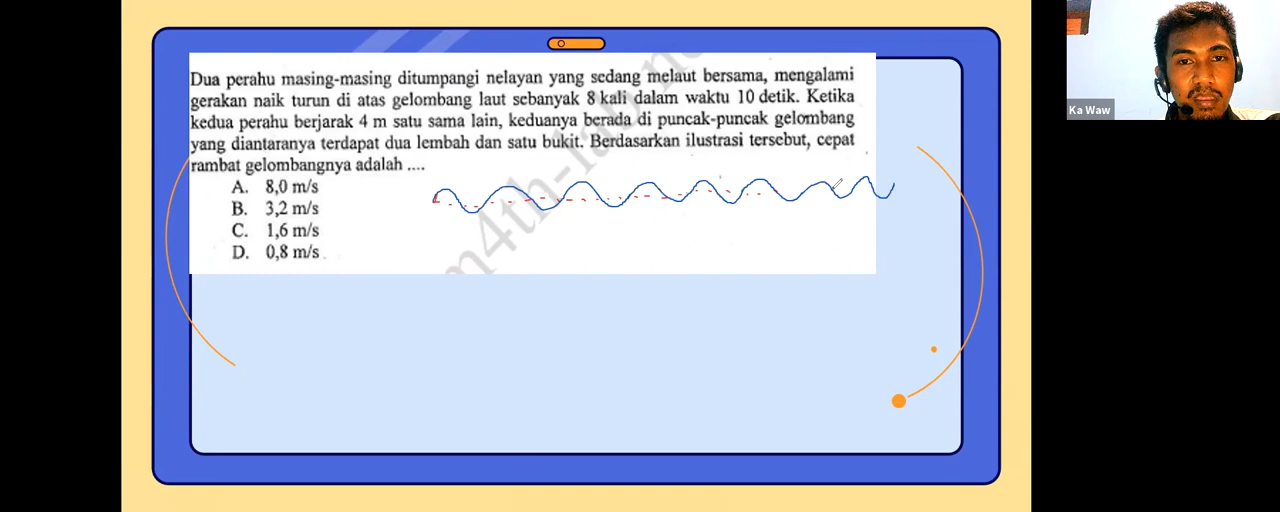 Dua perahu masing-masing ditumpangi nelayan yang sedang melaut bersama, mengalami
gerakan naik turun di atas gelombang laut sebanyak 8 kali dalam waktu 10 detik. Ketika
kedua perahu berjarak 4 m satu sama lain, keduanya berada di puncak-puncak gelombang
yang diantaranya terdapat dua lembah dan satu bukit. Berdasarkan ilustrasi tersebut, cepat
rambat gelombangnya adalah ....
A. 8,0 m/s
B. 3,2 m/s
C. 1,6 m/s
D. 0,8 m/s
Ka Waw